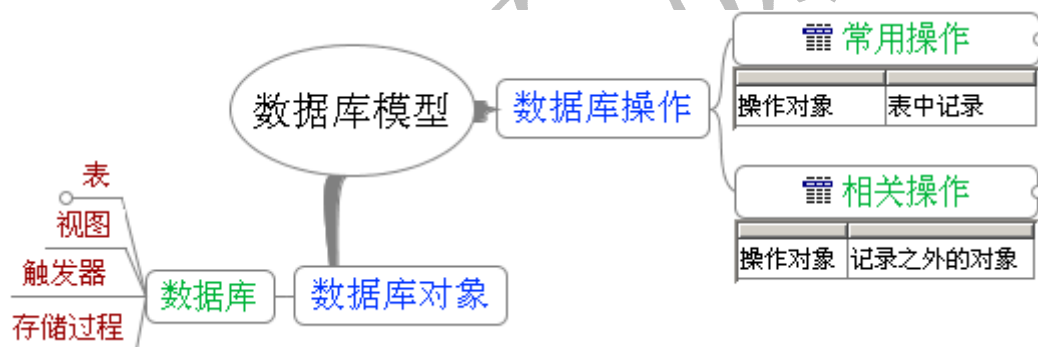 常用操作
操作对象 表中记录
数据库模型
数据库操作
相关操作
操作对象 记录之外的对象
表
视图
触发器
存储过程
数据库
数据库对象